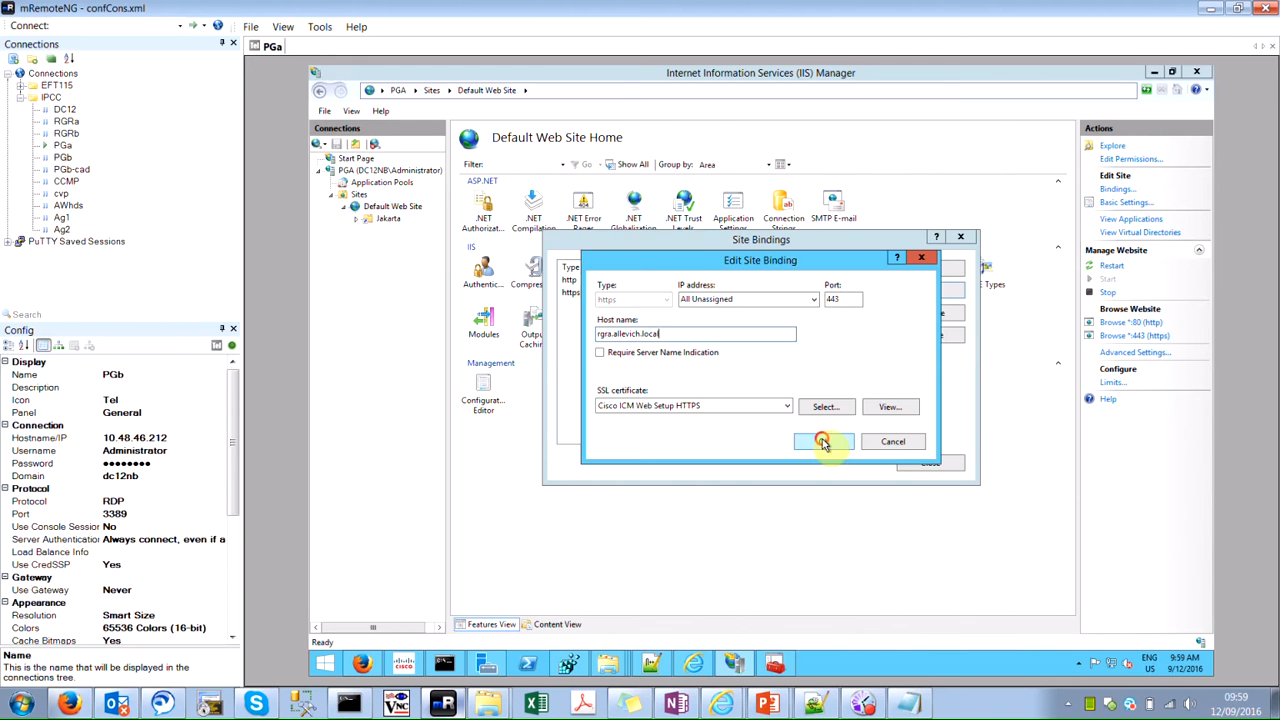 mRemoteNG - confCons.xml
Connect:
File View Tools Help
Connections
PGa
Connections
EFT115
IPCC
DC12
RGRa
RGRb
PGa
PGb
PGb-cad
CCMP
cvp
AWhds
Ag1
Ag2
PuTTY Saved Sessions
Config
Display
Name PGb
Description
Icon Tel
Panel General
Connection
Hostname/IP 10.48.46.212
Username Administrator
Password ●●●●●●●●
Domain dc12nb
Protocol
Protocol RDP
Port 3389
Use Console Session No
Server Authentication Always connect, even if a
Load Balance Info
Use CredSSP Yes
Gateway
Use Gateway Never
Appearance
Resolution Smart Size
Colors 65536 Colors (16-bit)
Cache Bitmaps Yes
Name
This is the name that will be displayed in the
connections tree.
Internet Information Services (IIS) Manager
PGA Sites Default Web Site
File View Help
Connections
Start Page
PGA (DC12NB\Administrator)
Application Pools
Sites
Default Web Site
Jakarta
Default Web Site Home
Filter: Go Show All Group by: Area
ASP.NET
.NET
Authorizat...
.NET
Compilation
.NET Error
Pages
.NET
Globalization
.NET Trust
Levels
Application
Settings
Connection
Strings
SMTP E-mail
IIS
Authentic...
Modules
Types
Management
Configurat...
Editor
Site Bindings
Type
http
https
Close
Edit Site Binding
Type: IP address: Port:
https All Unassigned 443
Host name:
rgra.allevich.local
Require Server Name Indication
SSL certificate:
Cisco ICM Web Setup HTTPS Select... View...
Cancel
Features View Content View
Ready
Actions
Explore
Edit Permissions...
Edit Site
Bindings...
Basic Settings...
View Applications
View Virtual Directories
Manage Website
Restart
Start
Stop
Browse Website
Browse *:80 (http)
Browse *:443 (https)
Advanced Settings...
Configure
Limits...
Help
CISCO
ENG
US
9:59 AM
9/12/2016
VNC
09:59
12/09/2016